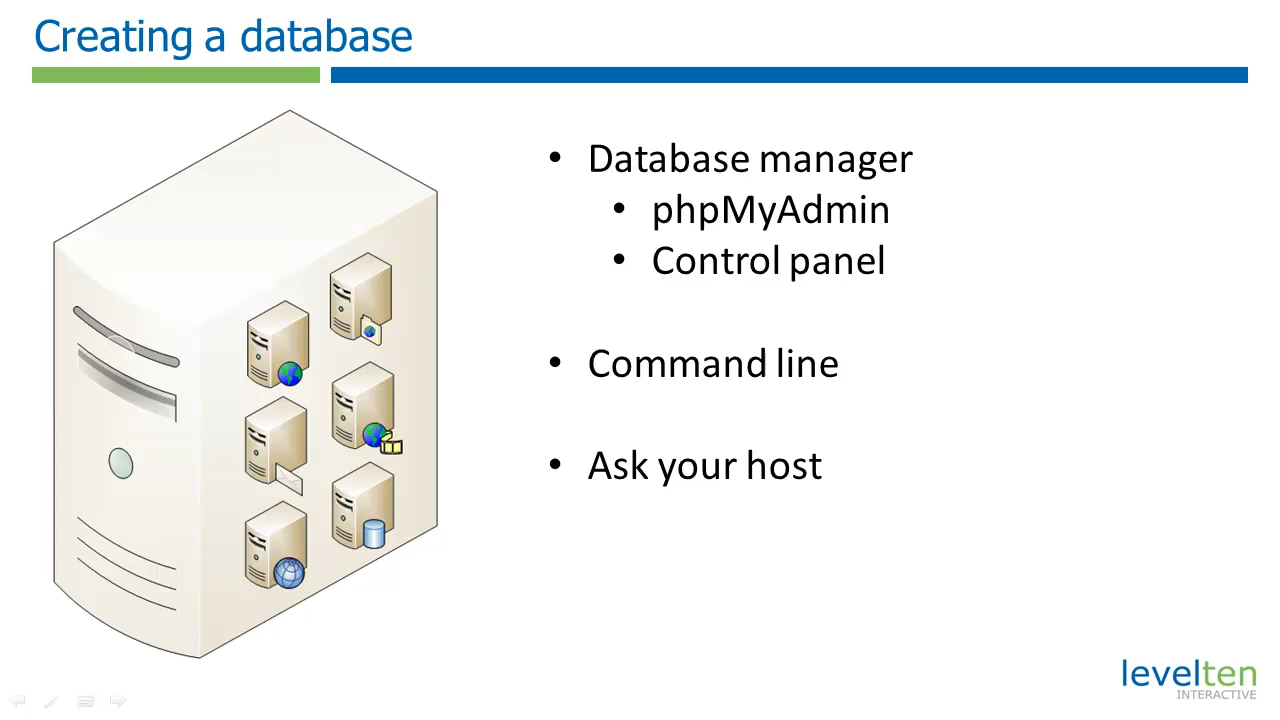 Creating a database
• Database manager
• phpMyAdmin
• Control panel
• Command line
• Ask your host
levelten
INTERACTIVE